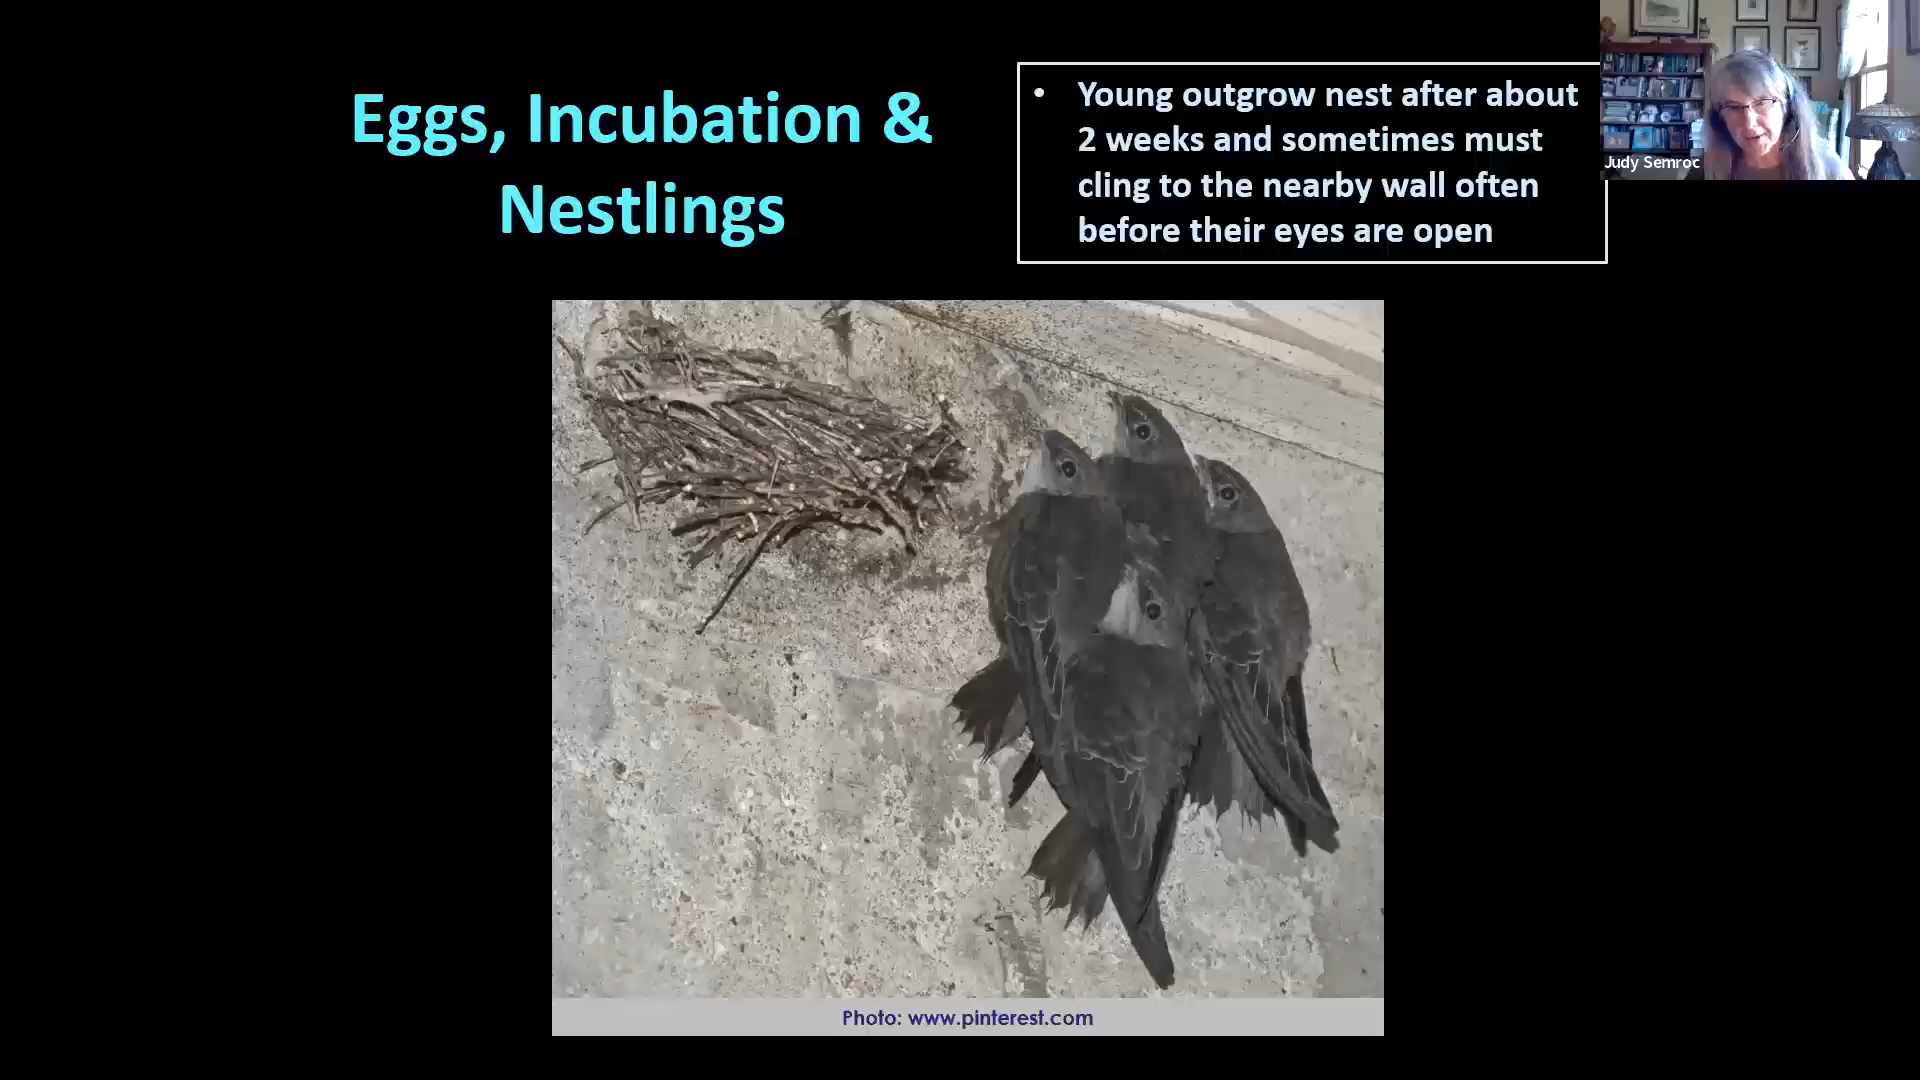 Eggs, Incubation &
Nestlings
• Young outgrow nest after about
2 weeks and sometimes must
cling to the nearby wall often
before their eyes are open
Judy Semroc
Photo: www.pinterest.com